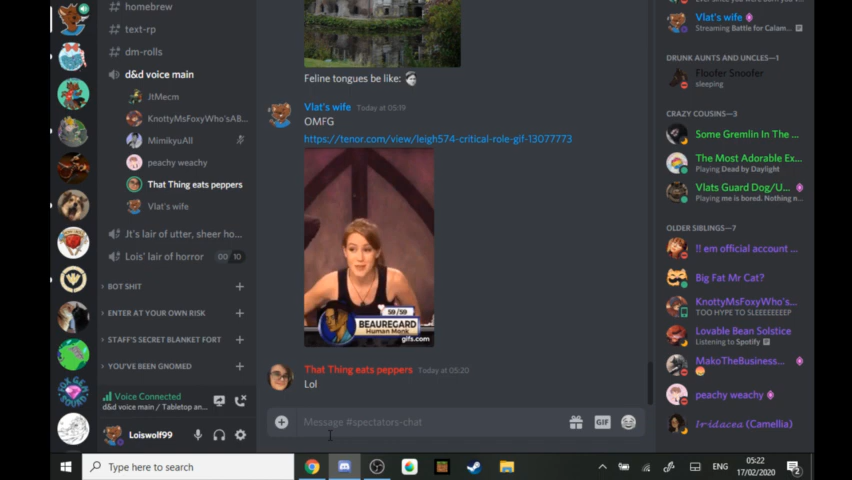 homebrew
text-rp
dm-rolls
d&d voice main
JtMecm
KnottyMsFoxyWho'sAB...
MimikyuAll
peachy weachy
That Thing eats peppers
Vlat's wife
Jt's lair of utter, sheer ho...
Lois' lair of horror 00 10
BOT SHIT
ENTER AT YOUR OWN RISK
STAFF'S SECRET BLANKET FORT
YOU'VE BEEN GNOMED
Voice Connected
d&d voice main / Tabletop an...
Loiswolf99
Feline tongues be like:
Vlat's wife Today at 05:19
OMFG
https://tenor.com/view/leigh574-critical-role-gif-13077773
59/59
BEAUREGARD
Human Monk
gifs.com
That Thing eats peppers Today at 05:20
Lol
Message #spectators-chat
GIF
Vlat's wife
Streaming Battle for Calam...
DRUNK AUNTS AND UNCLES—1
Floofer Snoofer
sleeping
CRAZY COUSINS—3
Some Gremlin In The ...
The Most Adorable Ex...
Playing Dead by Daylight
Vlats Guard Dog/U...
Playing me is bored. Nothing n...
OLDER SIBLINGS—7
!! em official account ...
Big Fat Mr Cat?
KnottyMsFoxyWho's...
TOO HYPE TO SLEEEEEEEP
Lovable Bean Solstice
Listening to Spotify
MakoTheBusiness...
peachy weachy
Iridacea (Camellia)
Type here to search
ENG
05:22
17/02/2020
2